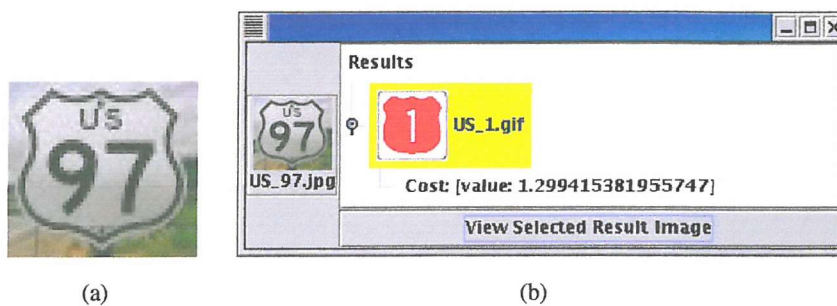 US
97
Results
US
97
1
US_1.gif
US_97.jpg
Cost: [value: 1.299415381955747]
View Selected Result Image
(a)
(b)